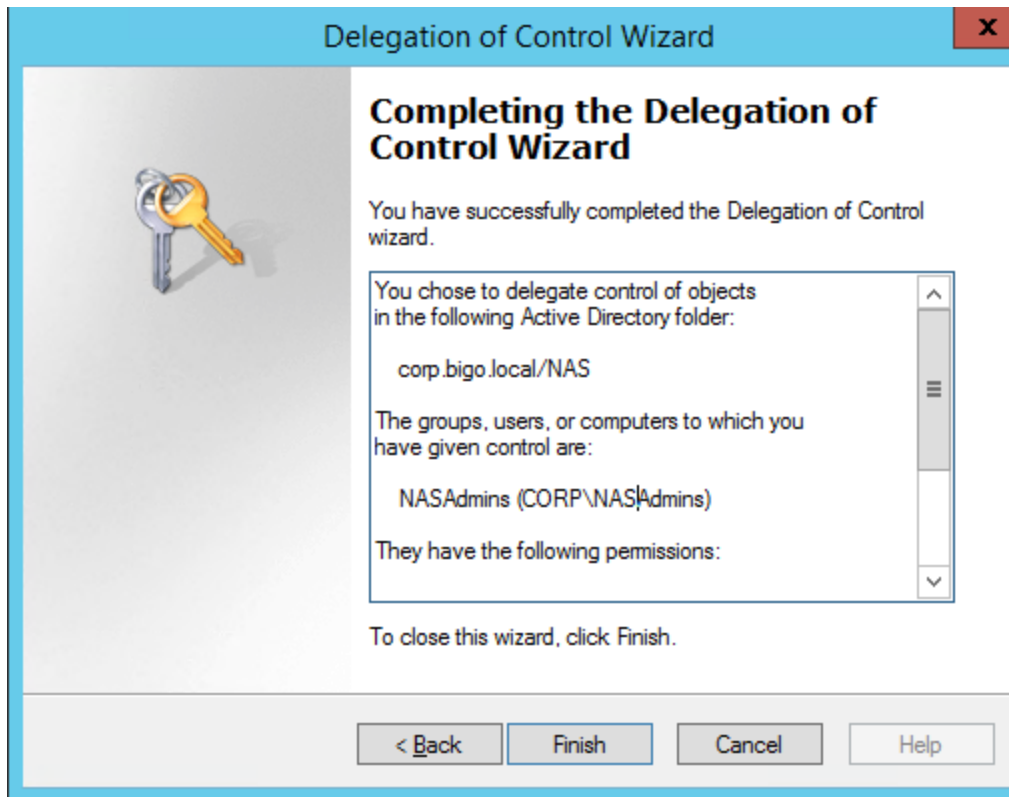 Delegation of Control Wizard
x
Completing the Delegation of
Control Wizard
You have successfully completed the Delegation of Control
wizard.
You chose to delegate control of objects
in the following Active Directory folder:
corp.bigo.local/NAS
The groups, users, or computers to which you
have given control are:
NASAdmins (CORP\NASAdmins)
They have the following permissions:
To close this wizard, click Finish.
< Back
Finish
Cancel
Help